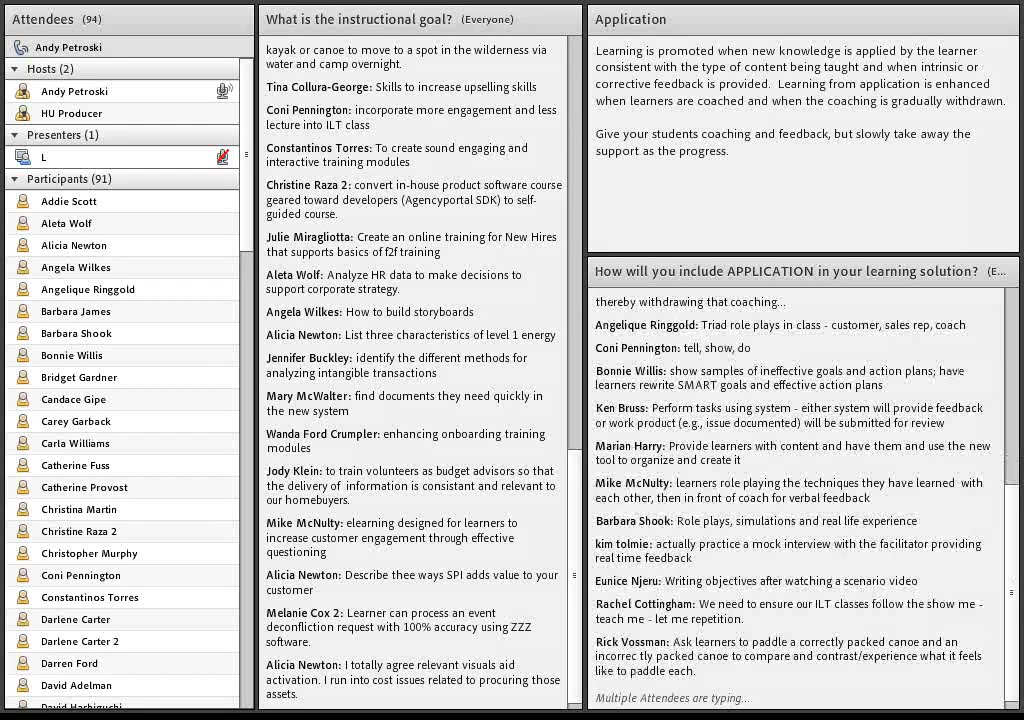 Attendees (94)
Andy Petroski
Hosts (2)
Andy Petroski
HU Producer
Presenters (1)
L
Participants (91)
Addie Scott
Aleta Wolf
Alicia Newton
Angela Wilkes
Angelique Ringgold
Barbara James
Barbara Shook
Bonnie Willis
Bridget Gardner
Candace Gipe
Carey Garback
Carla Williams
Catherine Fuss
Catherine Provost
Christina Martin
Christine Raza 2
Christopher Murphy
Coni Pennington
Constantinos Torres
Darlene Carter
Darlene Carter 2
Darren Ford
David Adelman
David Hashiguchi
What is the instructional goal? (Everyone)
kayak or canoe to move to a spot in the wilderness via
water and camp overnight.
Tina Collura-George: Skills to increase upselling skills
Coni Pennington: incorporate more engagement and less
lecture into ILT class
Constantinos Torres: To create sound engaging and
interactive training modules
Christine Raza 2: convert in-house product software course
geared toward developers (Agencyportal SDK) to self-
guided course.
Julie Miragliotta: Create an online training for New Hires
that supports basics of f2f training
Aleta Wolf: Analyze HR data to make decisions to
support corporate strategy.
Angela Wilkes: How to build storyboards
Alicia Newton: List three characteristics of level 1 energy
Jennifer Buckley: identify the different methods for
analyzing intangible transactions
Mary McWalter: find documents they need quickly in
the new system
Wanda Ford Crumpler: enhancing onboarding training
modules
Jody Klein: to train volunteers as budget advisors so that
the delivery of information is consistant and relevant to
our homebuyers.
Mike McNulty: elearning designed for learners to
increase customer engagement through effective
questioning
Alicia Newton: Describe thee ways SPI adds value to your
customer
Melanie Cox 2: Learner can process an event
deconfliction request with 100% accuracy using ZZZ
software.
Alicia Newton: I totally agree relevant visuals aid
activation. I run into cost issues related to procuring those
assets.
Application
Learning is promoted when new knowledge is applied by the learner
consistent with the type of content being taught and when intrinsic or
corrective feedback is provided. Learning from application is enhanced
when learners are coached and when the coaching is gradually withdrawn.
Give your students coaching and feedback, but slowly take away the
support as the progress.
How will you include APPLICATION in your learning solution? (E...
thereby withdrawing that coaching...
Angelique Ringgold: Triad role plays in class - customer, sales rep, coach
Coni Pennington: tell, show, do
Bonnie Willis: show samples of ineffective goals and action plans; have
learners rewrite SMART goals and effective action plans
Ken Bruss: Perform tasks using system - either system will provide feedback
or work product (e.g., issue documented) will be submitted for review
Marian Harry: Provide learners with content and have them and use the new
tool to organize and create it
Mike McNulty: learners role playing the techniques they have learned with
each other, then in front of coach for verbal feedback
Barbara Shook: Role plays, simulations and real life experience
kim tolmie: actually practice a mock interview with the facilitator providing
real time feedback
Eunice Njeru: Writing objectives after watching a scenario video
Rachel Cottingham: We need to ensure our ILT classes follow the show me -
teach me - let me repetition.
Rick Vossman: Ask learners to paddle a correctly packed canoe and an
incorrec tly packed canoe to compare and contrast/experience what it feels
like to paddle each.
Multiple Attendees are typing...